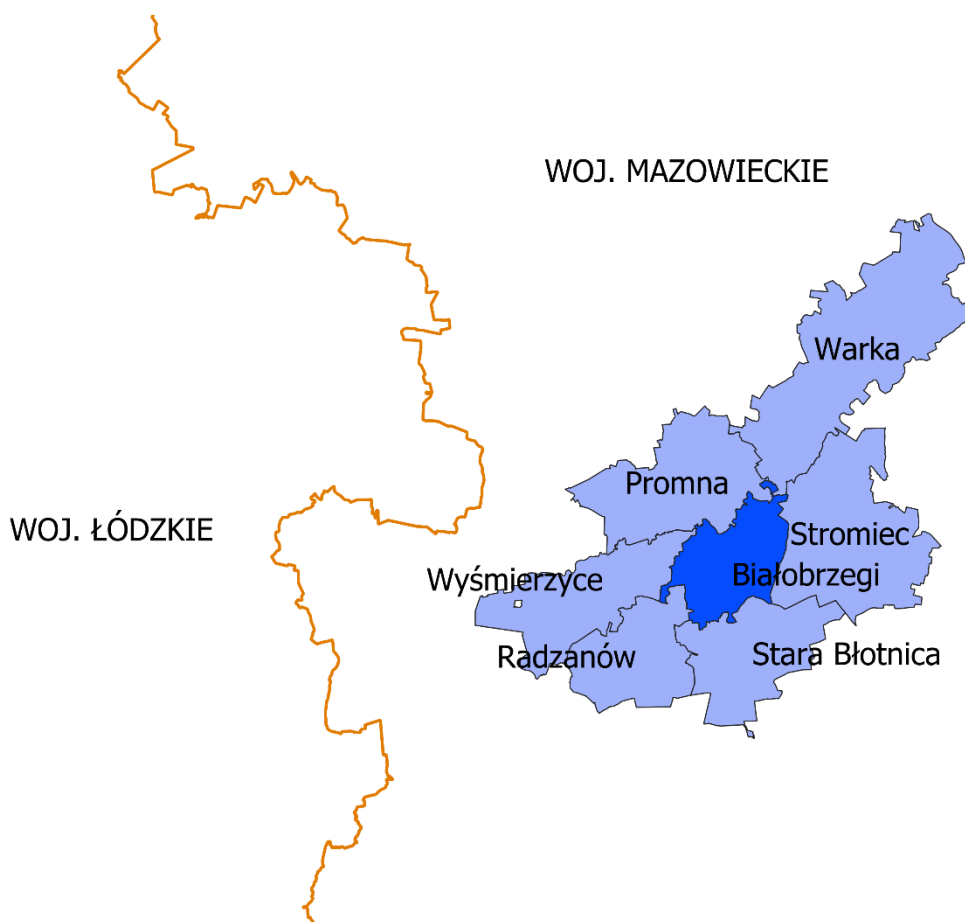 WOJ. MAZOWIECKIE
Warka
Promna
WOJ. ŁÓDZKIE
Stromiec
Wyśmierzyce
Białobrzegi
Radzanów
Stara Błotnica